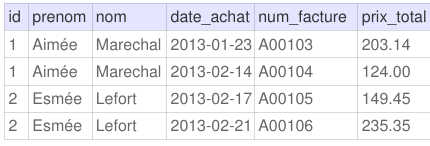 id prenom nom date_achat num_facture prix_total
1 Aimée Marechal 2013-01-23 A00103 203.14
1 Aimée Marechal 2013-02-14 A00104 124.00
2 Esmée Lefort 2013-02-17 A00105 149.45
2 Esmée Lefort 2013-02-21 A00106 235.35